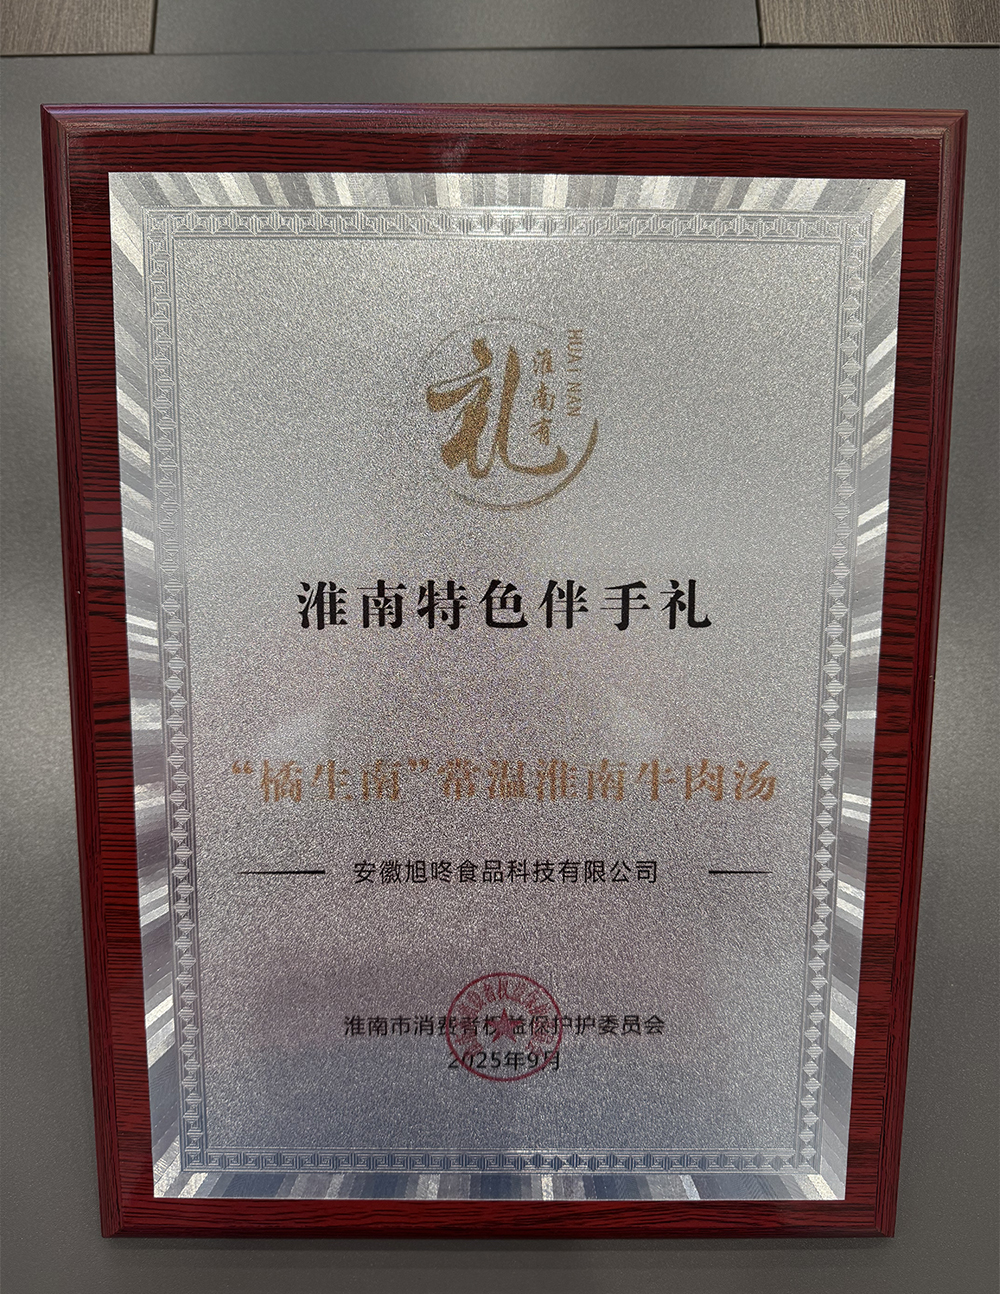 礼
淮南有
HUAI NAN
淮南特色伴手礼
“橘生南”常温淮南牛肉汤
安徽旭咚食品科技有限公司
淮南市消费者权益保护护委员会
2025年9月